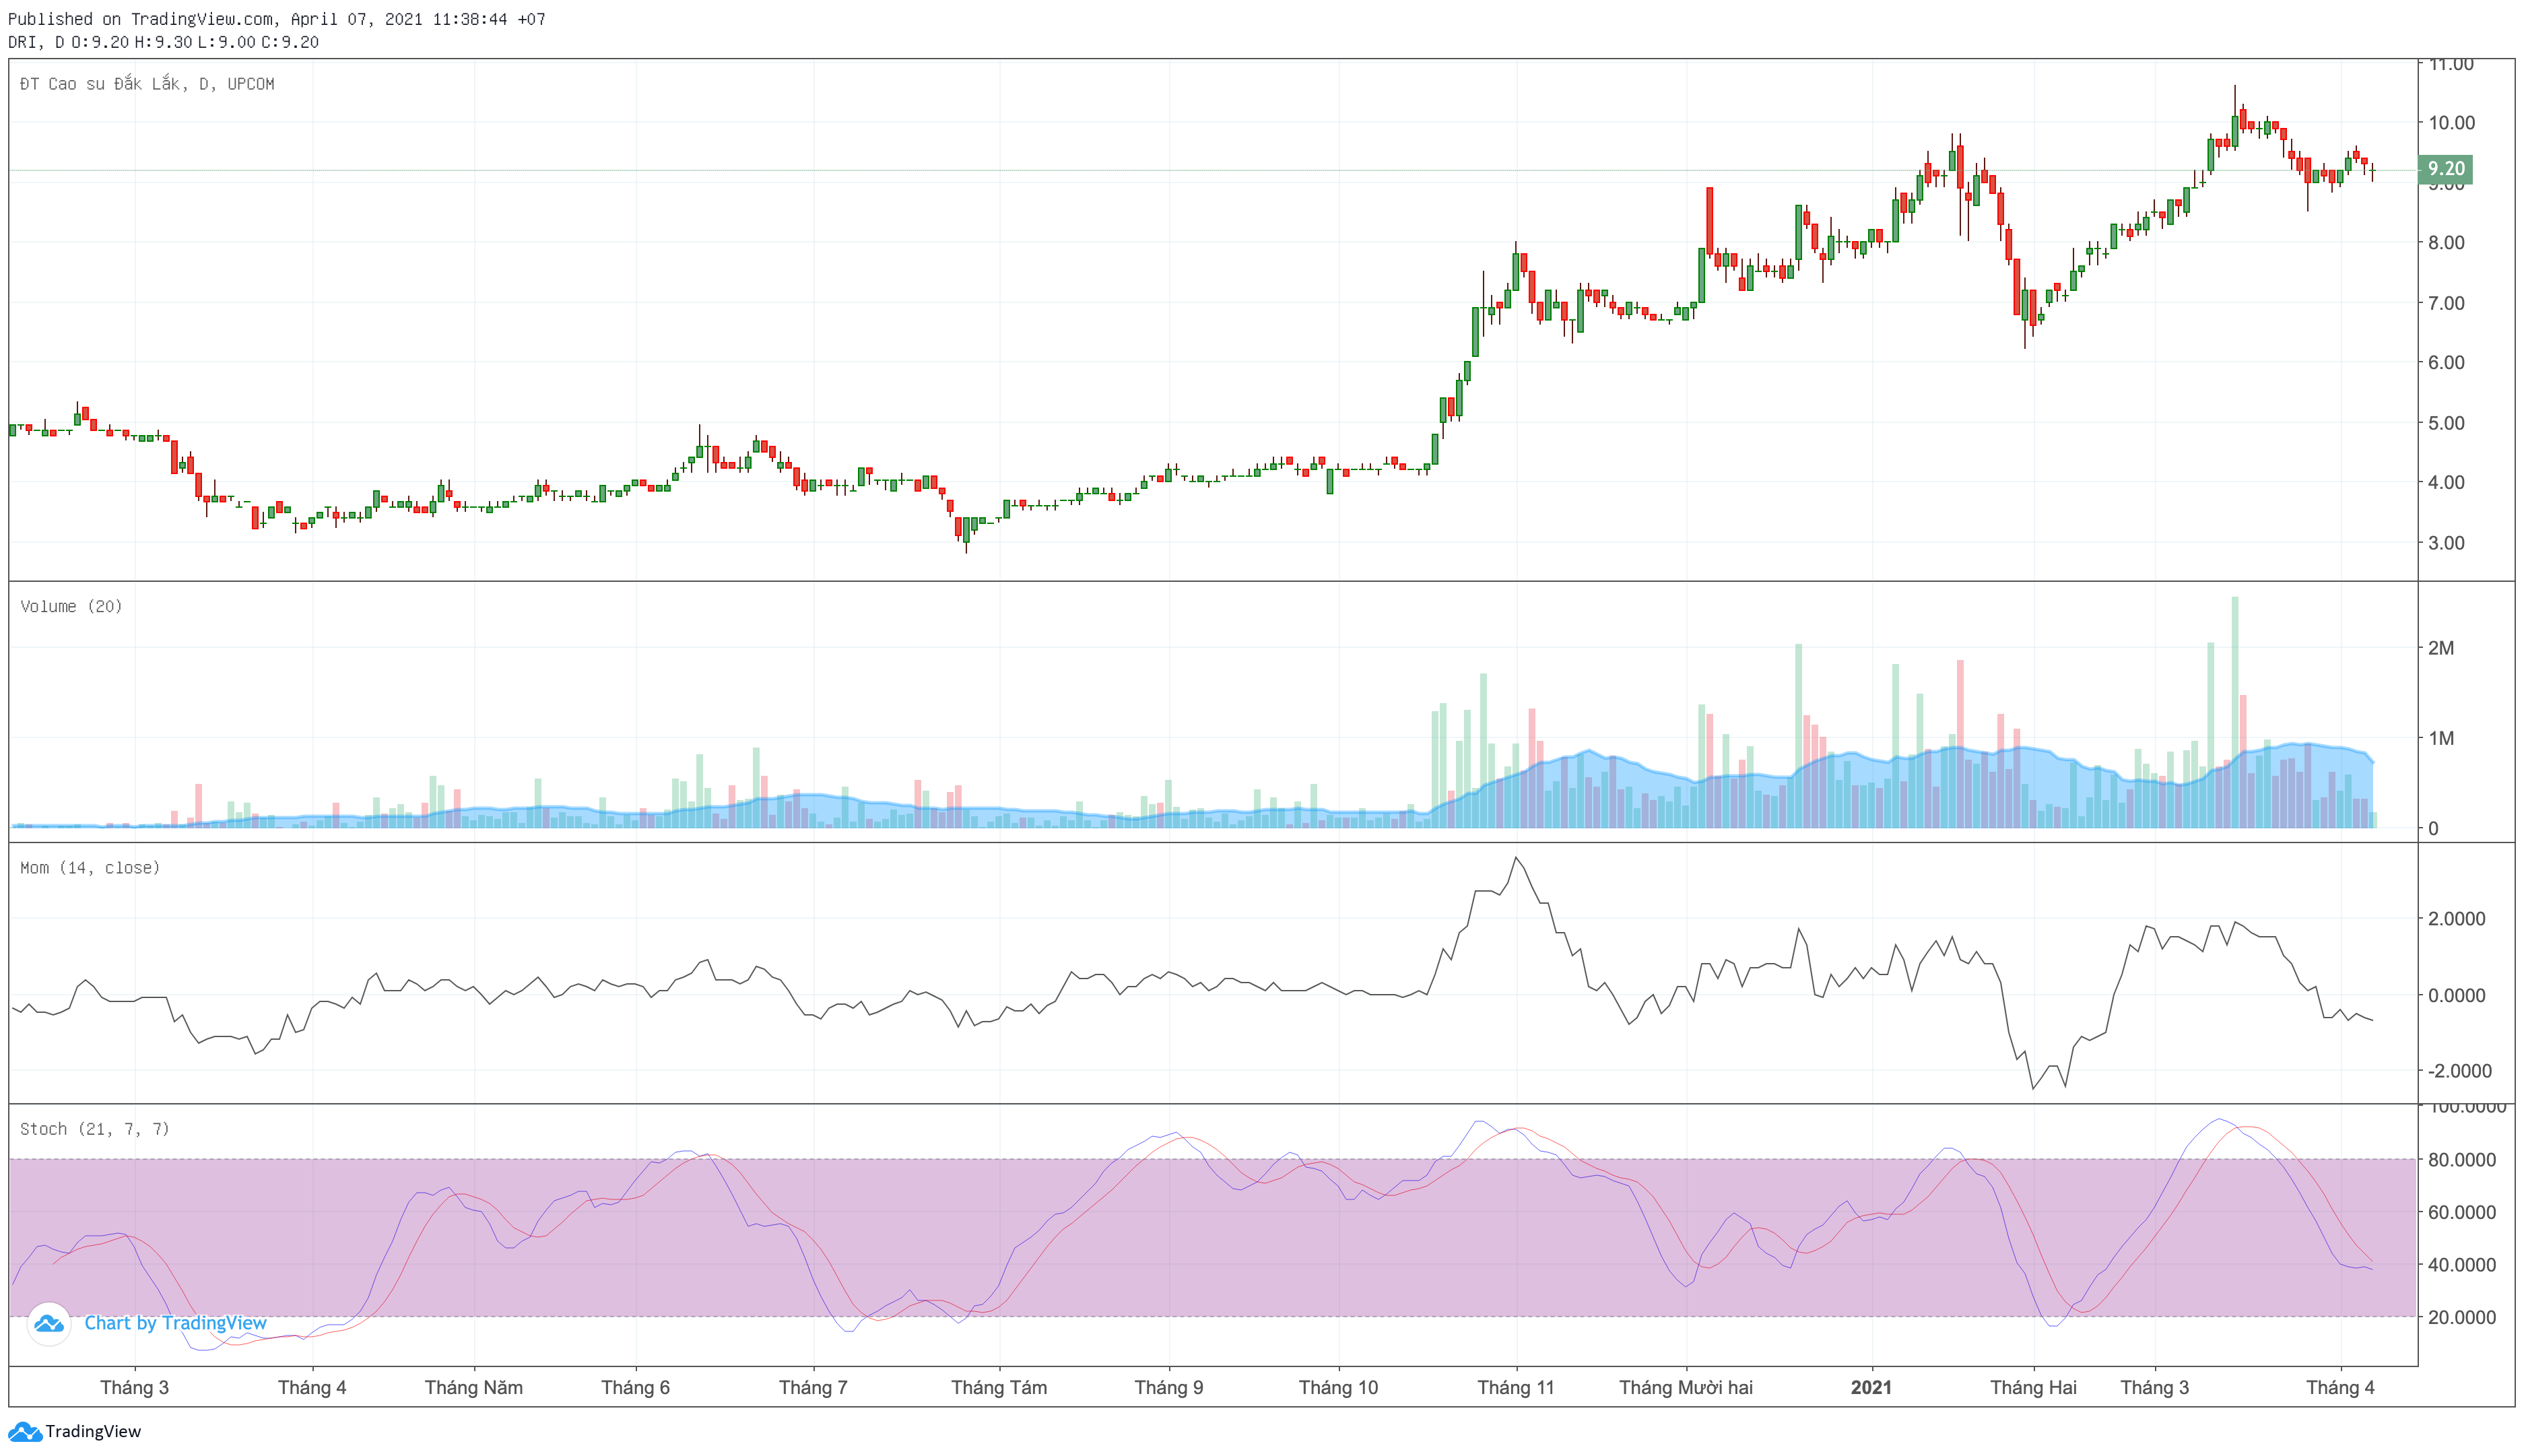 Published on TradingView.com, April 07, 2021 11:38:44 +07
DRI, D O:9.20 H:9.30 L:9.00 C:9.20
ĐT Cao su Đắk Lắk, D, UPCOM
11.00
10.00
9.20
9.00
8.00
7.00
6.00
5.00
4.00
3.00
Volume (20)
2M
1M
0
Mom (14, close)
2.0000
0.0000
-2.0000
Stoch (21, 7, 7)
100.0000
80.0000
60.0000
40.0000
20.0000
Chart by TradingView
Tháng 3 Tháng 4 Tháng Năm Tháng 6 Tháng 7 Tháng Tám Tháng 9 Tháng 10 Tháng 11 Tháng Mười hai 2021 Tháng Hai Tháng 3 Tháng 4
TradingView